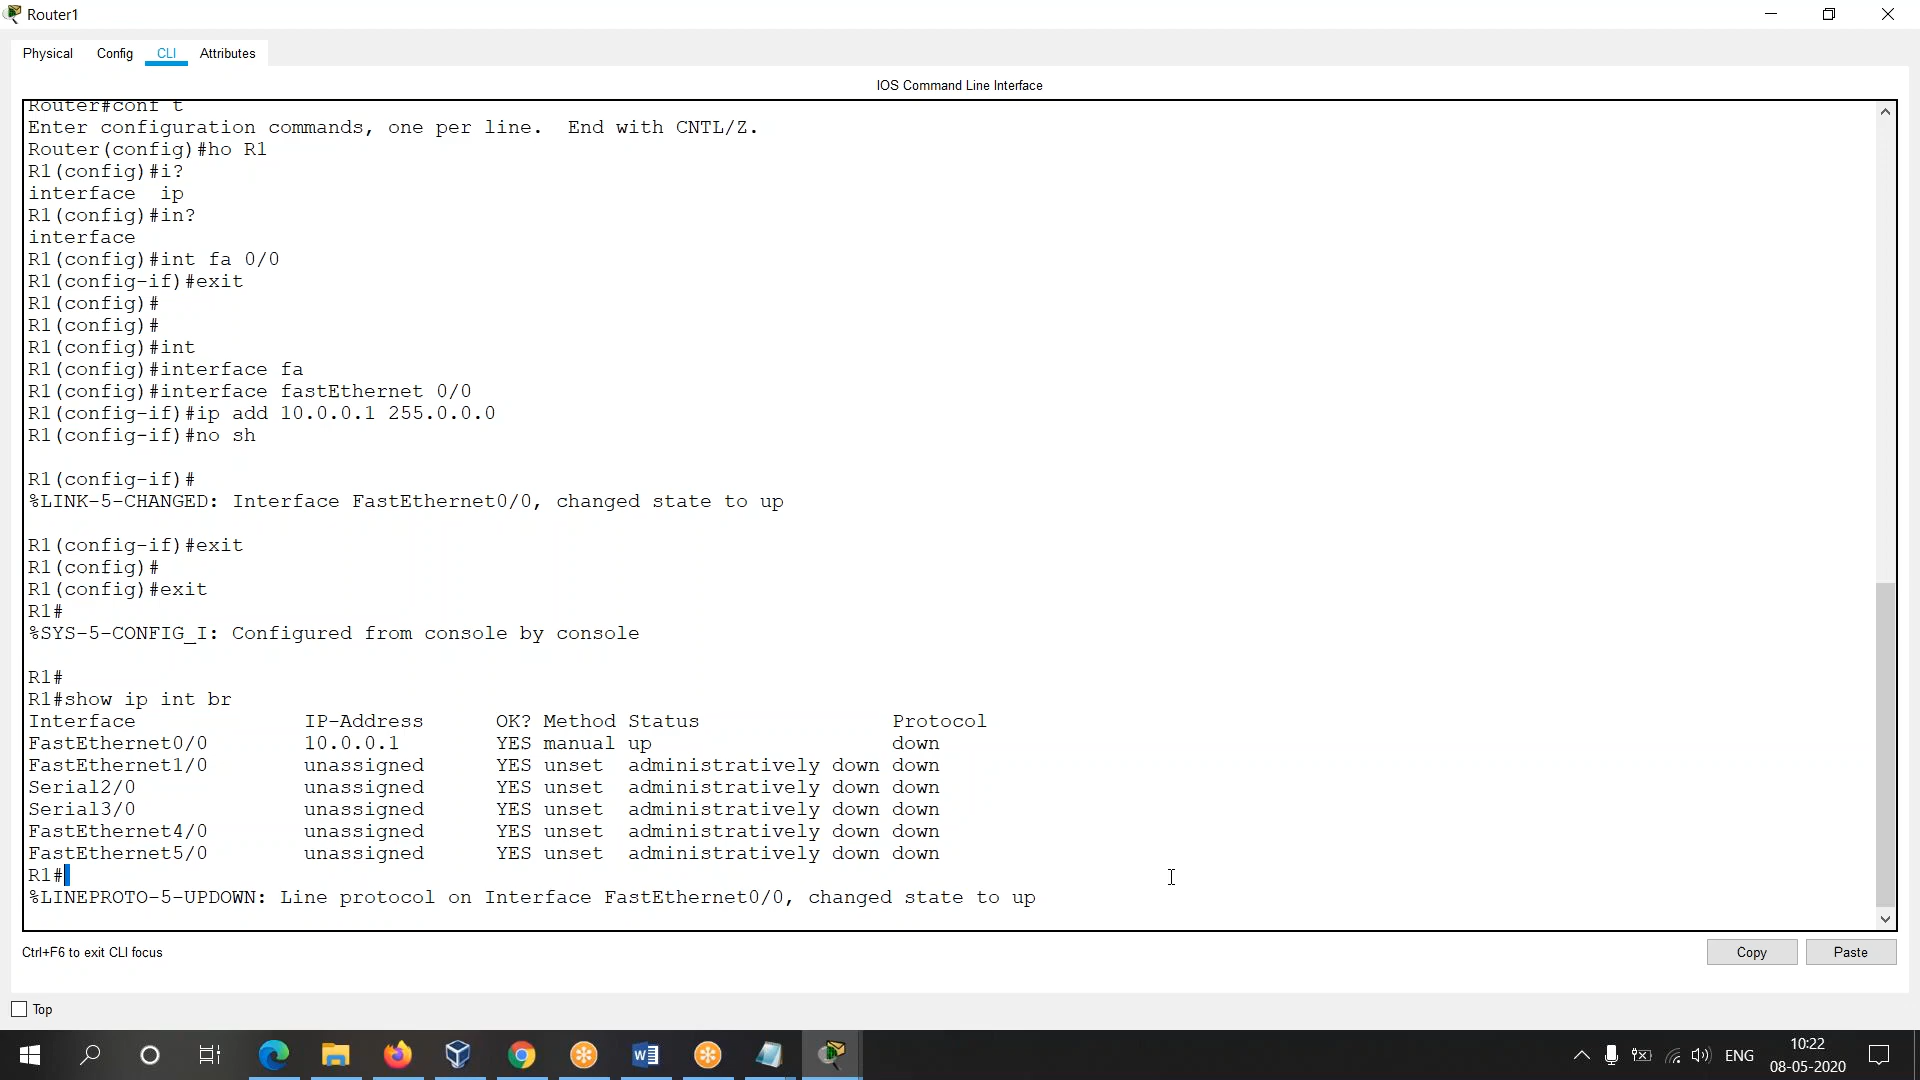 Router1
Physical Config CLI Attributes
IOS Command Line Interface
Router#conf t
Enter configuration commands, one per line.  End with CNTL/Z.
Router(config)#ho R1
R1(config)#i?
interface  ip
R1(config)#in?
interface
R1(config)#int fa 0/0
R1(config-if)#exit
R1(config)#
R1(config)#
R1(config)#int
R1(config)#interface fa
R1(config)#interface fastEthernet 0/0
R1(config-if)#ip add 10.0.0.1 255.0.0.0
R1(config-if)#no sh
R1(config-if)#
%LINK-5-CHANGED: Interface FastEthernet0/0, changed state to up
R1(config-if)#exit
R1(config)#
R1(config)#exit
R1#
%SYS-5-CONFIG_I: Configured from console by console
R1#
R1#show ip int br
Interface              IP-Address      OK? Method Status                Protocol
FastEthernet0/0        10.0.0.1        YES manual up                    down
FastEthernet1/0        unassigned      YES unset  administratively down down
Serial2/0              unassigned      YES unset  administratively down down
Serial3/0              unassigned      YES unset  administratively down down
FastEthernet4/0        unassigned      YES unset  administratively down down
FastEthernet5/0        unassigned      YES unset  administratively down down
R1#
%LINEPROTO-5-UPDOWN: Line protocol on Interface FastEthernet0/0, changed state to up
Ctrl+F6 to exit CLI focus
Copy Paste
Top
ENG
10:22
08-05-2020